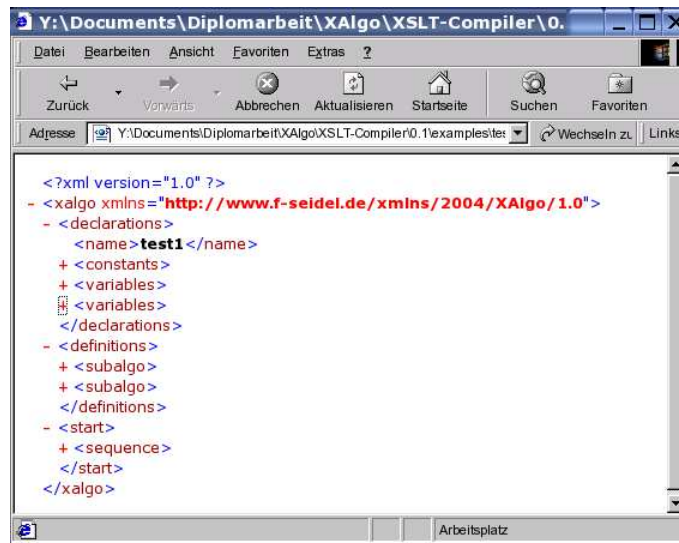 Y:\Documents\Diplomarbeit\XAlgo\XSLT-Compiler\0.
Datei Bearbeiten Ansicht Favoriten Extras ?
Zurück Vorwärts Abbrechen Aktualisieren Startseite Suchen Favoriten
Adresse Y:\Documents\Diplomarbeit\XAlgo\XSLT-Compiler\0.1\examples\tes Wechseln zu Links
<?xml version="1.0" ?>
- <xalgo xmlns="http://www.f-seidel.de/xmlns/2004/XAlgo/1.0">
- <declarations>
<name>test1</name>
+ <constants>
+ <variables>
+ <variables>
</declarations>
- <definitions>
+ <subalgo>
+ <subalgo>
</definitions>
- <start>
+ <sequence>
</start>
</xalgo>
Arbeitsplatz